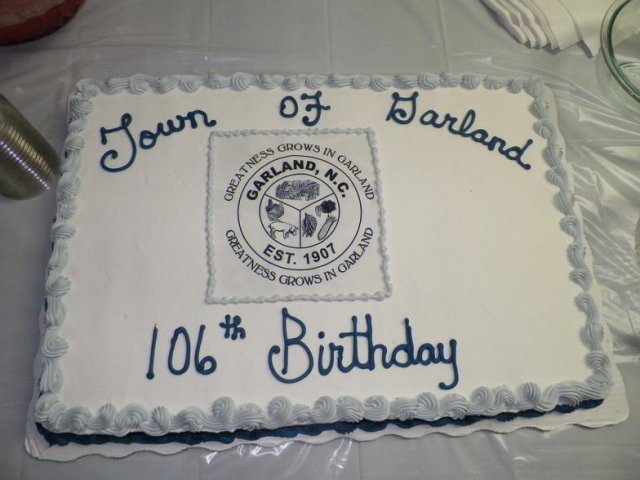 Town OF Garland
GREATNESS GROWS IN GARLAND
GARLAND, N.C.
EST. 1907
GREATNESS GROWS IN GARLAND
106th Birthday